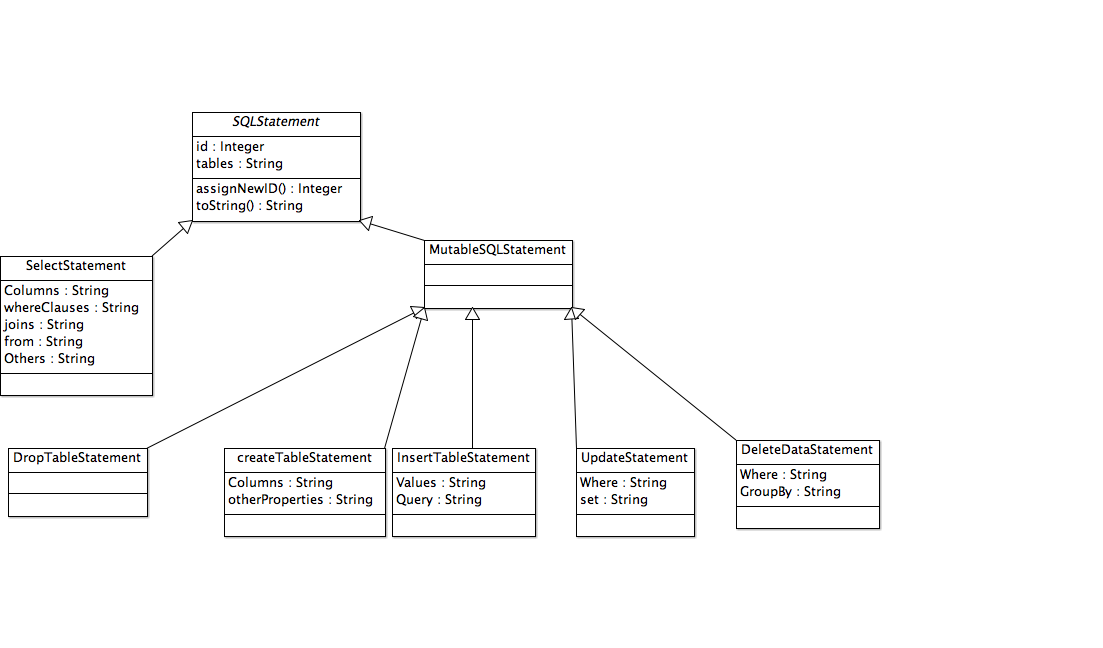 SQLStatement
id : Integer
tables : String
assignNewID() : Integer
toString() : String
MutableSQLStatement
SelectStatement
Columns : String
whereClauses : String
joins : String
from : String
Others : String
DropTableStatement
createTableStatement
Columns : String
otherProperties : String
InsertTableStatement
Values : String
Query : String
UpdateStatement
Where : String
set : String
DeleteDataStatement
Where : String
GroupBy : String